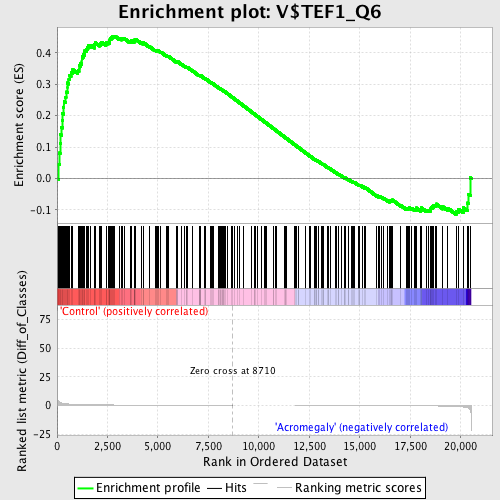 Enrichment plot: V$TEF1_Q6
Enrichment score (ES)
0.4
0.3
0.2
0.1
0.0
-0.1
'Control' (positively correlated)
Ranked list metric (Diff_of_Classes)
75
50
25
0
-25
Zero cross at 8710
'Acromegaly' (negatively correlated)
0
2,500
5,000
7,500
10,000
12,500
15,000
17,500
20,000
Rank in Ordered Dataset
Enrichment profile
Hits
Ranking metric scores